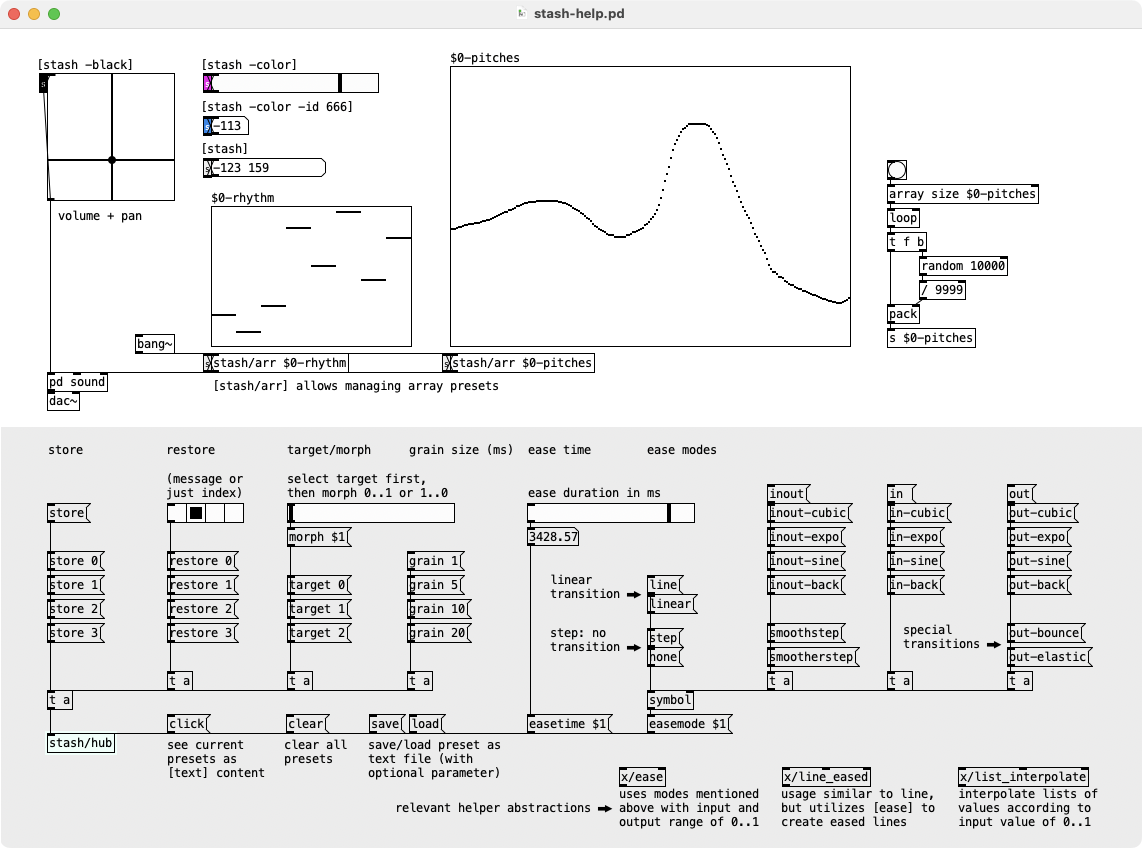 stash-help.pd
[stash -black]
[stash -color]
$0-pitches
s
s
[stash -color -id 666]
s -113
[stash]
s -123 159
$0-rhythm
volume + pan
array size $0-pitches
loop
t f b
random 10000
/ 9999
pack
s $0-pitches
bang~
s stash/arr $0-rhythm
s stash/arr $0-pitches
pd sound
[stash/arr] allows managing array presets
dac~
store
restore
target/morph
grain size (ms)
ease time
ease modes
(message or
just index)
select target first,
then morph 0..1 or 1..0
ease duration in ms
store
morph $1
3428.57
store 0
store 1
store 2
store 3
restore 0
restore 1
restore 2
restore 3
target 0
target 1
target 2
grain 1
grain 5
grain 10
grain 20
linear
transition
line
linear
step: no
transition
step
none
inout
inout-cubic
inout-expo
inout-sine
inout-back
smoothstep
smootherstep
in
in-cubic
in-expo
in-sine
in-back
out
out-cubic
out-expo
out-sine
out-back
special
transitions
out-bounce
out-elastic
t a
t a
t a
t a
t a
t a
t a
symbol
click
clear
save
load
easetime $1
easemode $1
stash/hub
see current
presets as
[text] content
clear all
presets
save/load preset as
text file (with
optional parameter)
relevant helper abstractions
x/ease
uses modes mentioned
above with input and
output range of 0..1
x/line_eased
usage similar to line,
but utilizes [ease] to
create eased lines
x/list_interpolate
interpolate lists of
values according to
input value of 0..1